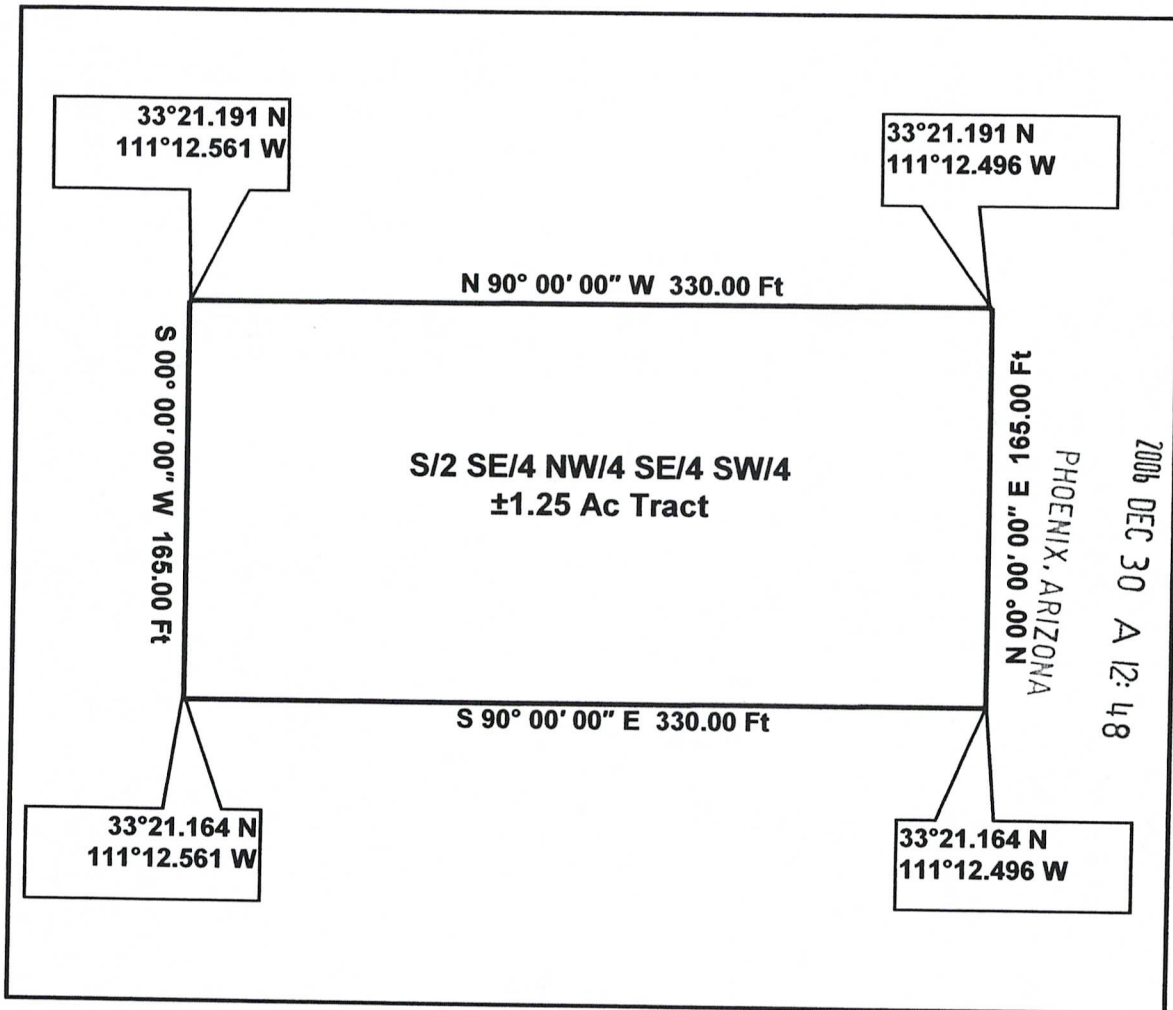 33°21.191 N
111°12.561 W
33°21.191 N
111°12.496 W
N 90° 00′ 00″ W 330.00 Ft
S 00° 00′ 00″ W 165.00 Ft
S/2 SE/4 NW/4 SE/4 SW/4
±1.25 Ac Tract
N 00° 00′ 00″ E 165.00 Ft
PHOENIX, ARIZONA
DEC 30 A 12:48
S 90° 00′ 00″ E 330.00 Ft
33°21.164 N
111°12.561 W
33°21.164 N
111°12.496 W